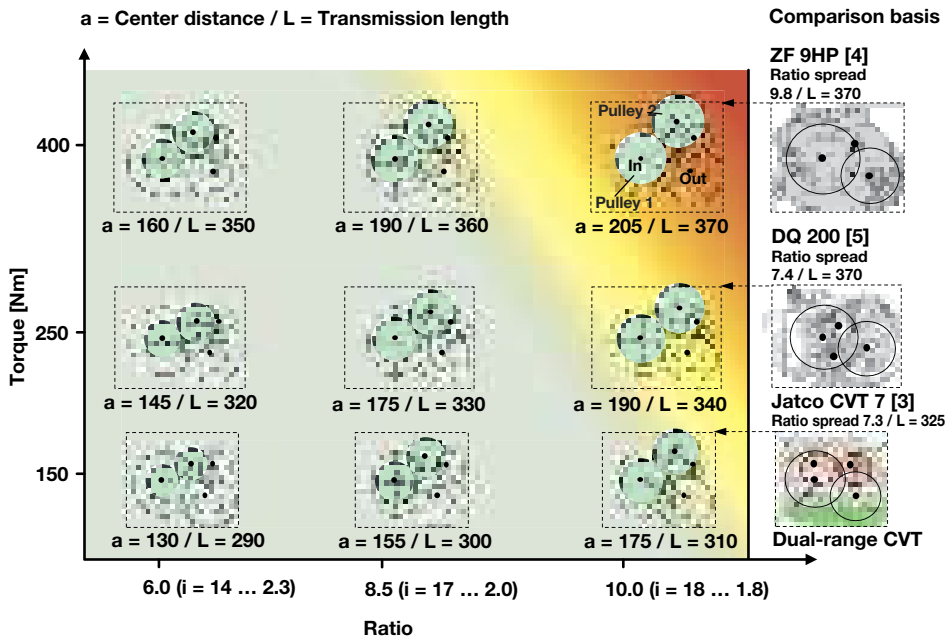 a = Center distance / L = Transmission length
Comparison basis
ZF 9HP [4]
Ratio spread
9.8 / L = 370
Torque [Nm]
400
Pulley 2
In
Out
Pulley 1
a = 160 / L = 350
a = 190 / L = 360
a = 205 / L = 370
DQ 200 [5]
Ratio spread
7.4 / L = 370
250
a = 145 / L = 320
a = 175 / L = 330
a = 190 / L = 340
Jatco CVT 7 [3]
Ratio spread 7.3 / L = 325
150
a = 130 / L = 290
a = 155 / L = 300
a = 175 / L = 310
Dual-range CVT
6.0 (i = 14 … 2.3)
8.5 (i = 17 … 2.0)
10.0 (i = 18 … 1.8)
Ratio